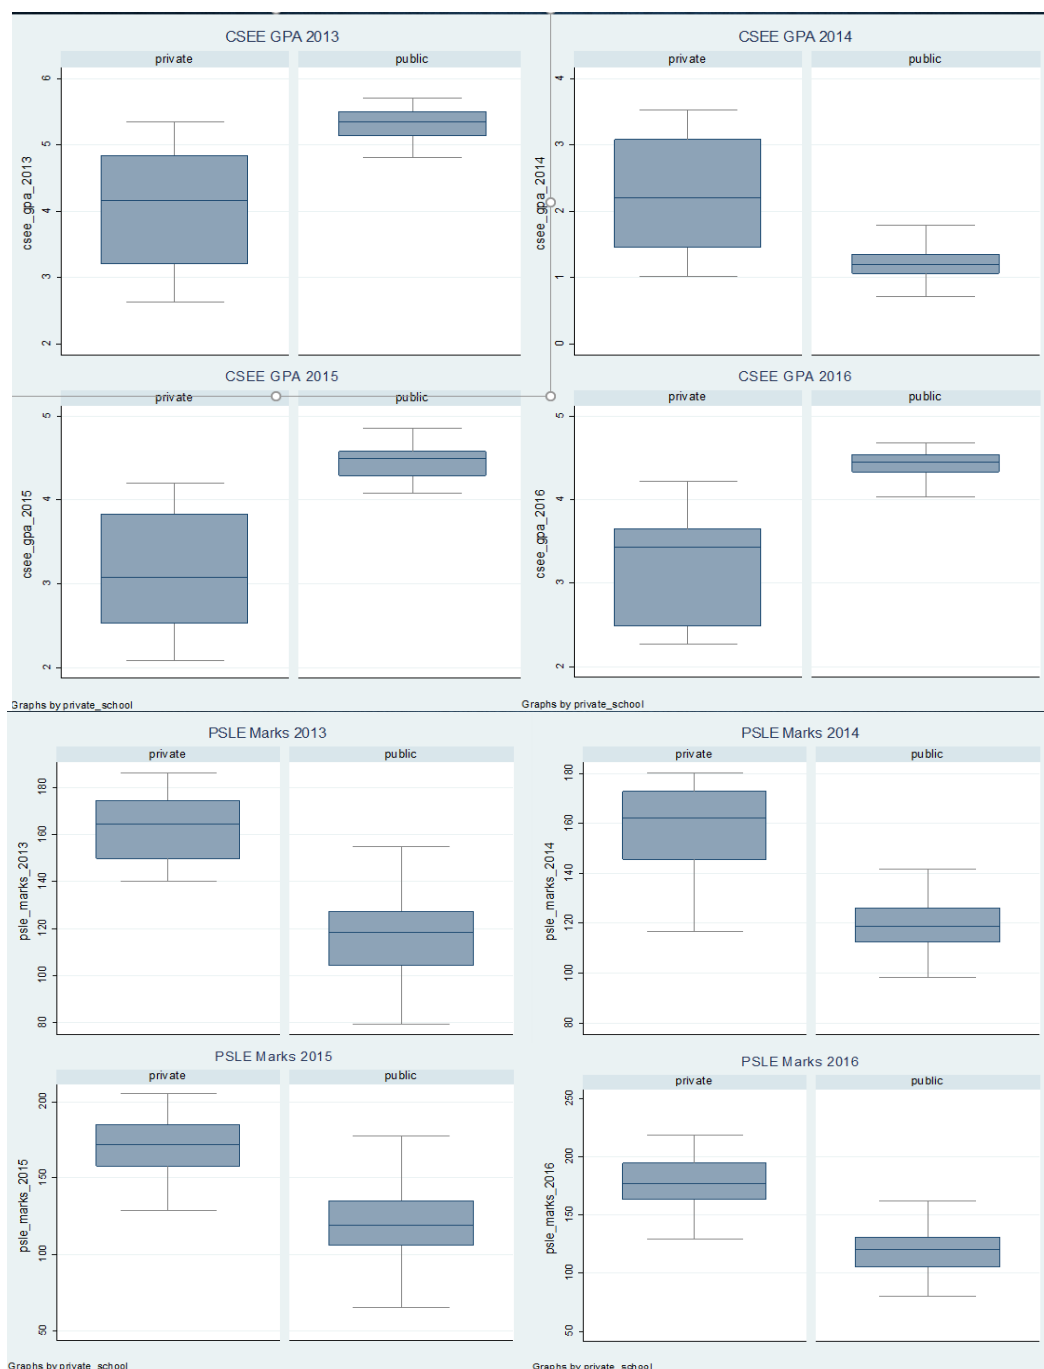 CSEE GPA 2013
private public
csee_gpa_2013
6
5
4
3
2
CSEE GPA 2014
private public
csee_gpa_2014
4
3
2
1
0
CSEE GPA 2015
private public
csee_gpa_2015
5
4
3
2
Graphs by private_school
CSEE GPA 2016
private public
csee_gpa_2016
5
4
3
2
Graphs by private_school
PSLE Marks 2013
private public
psle_marks_2013
180
160
140
120
100
80
PSLE Marks 2014
private public
psle_marks_2014
180
160
140
120
100
80
PSLE Marks 2015
private public
psle_marks_2015
200
150
100
50
Graphs by private_school
PSLE Marks 2016
private public
psle_marks_2016
250
200
150
100
50
Graphs by private_school